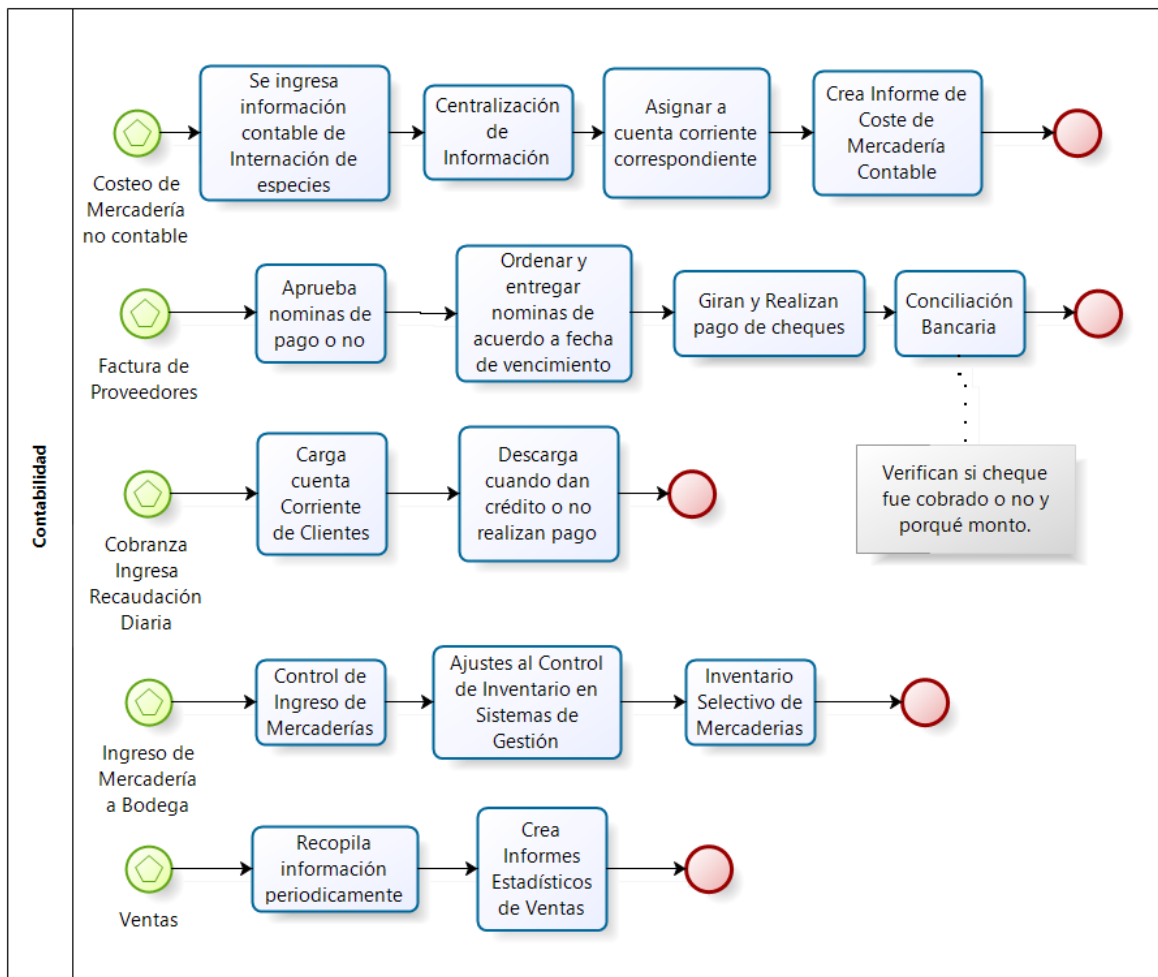 Contabilidad
Se ingresa
información
contable de
Internación de
especies
Centralización
de
Información
Asignar a
cuenta corriente
correspondiente
Crea Informe de
Coste de
Mercadería
Contable
Costeo de
Mercadería
no contable
Aprueba
nominas de
pago o no
Ordenar y
entregar
nominas de
acuerdo a fecha
de vencimiento
Giran y Realizan
pago de cheques
Conciliación
Bancaria
Factura de
Proveedores
Verifican si cheque
fue cobrado o no y
porqué monto.
Carga
cuenta
Corriente
de Clientes
Descarga
cuando dan
crédito o no
realizan pago
Cobranza
Ingresa
Recaudación
Diaria
Control de
Ingreso de
Mercaderías
Ajustes al Control
de Inventario en
Sistemas de
Gestión
Inventario
Selectivo de
Mercaderias
Ingreso de
Mercadería
a Bodega
Recopila
información
periodicamente
Crea
Informes
Estadísticos
de Ventas
Ventas